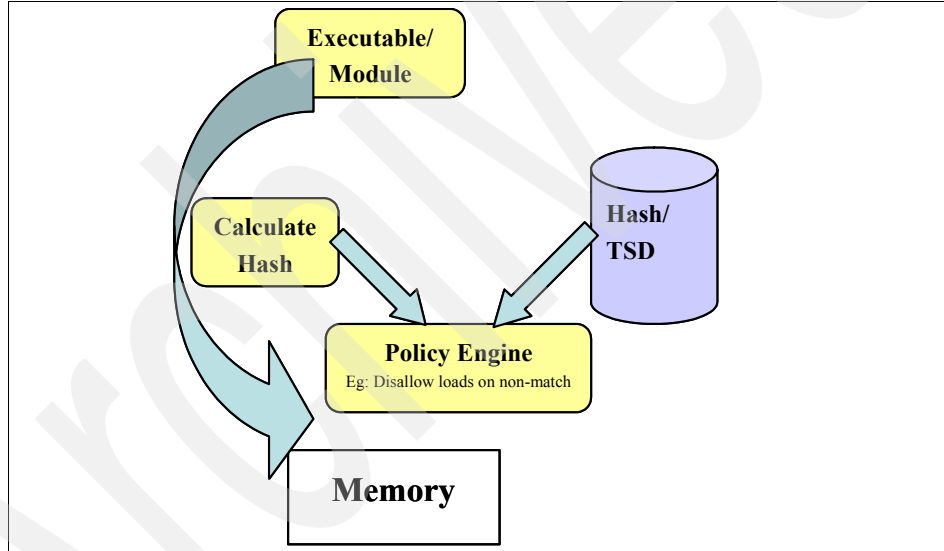 Executable/
Module
Hash/
TSD
Calculate
Hash
Policy Engine
Eg: Disallow loads on non-match
Memory